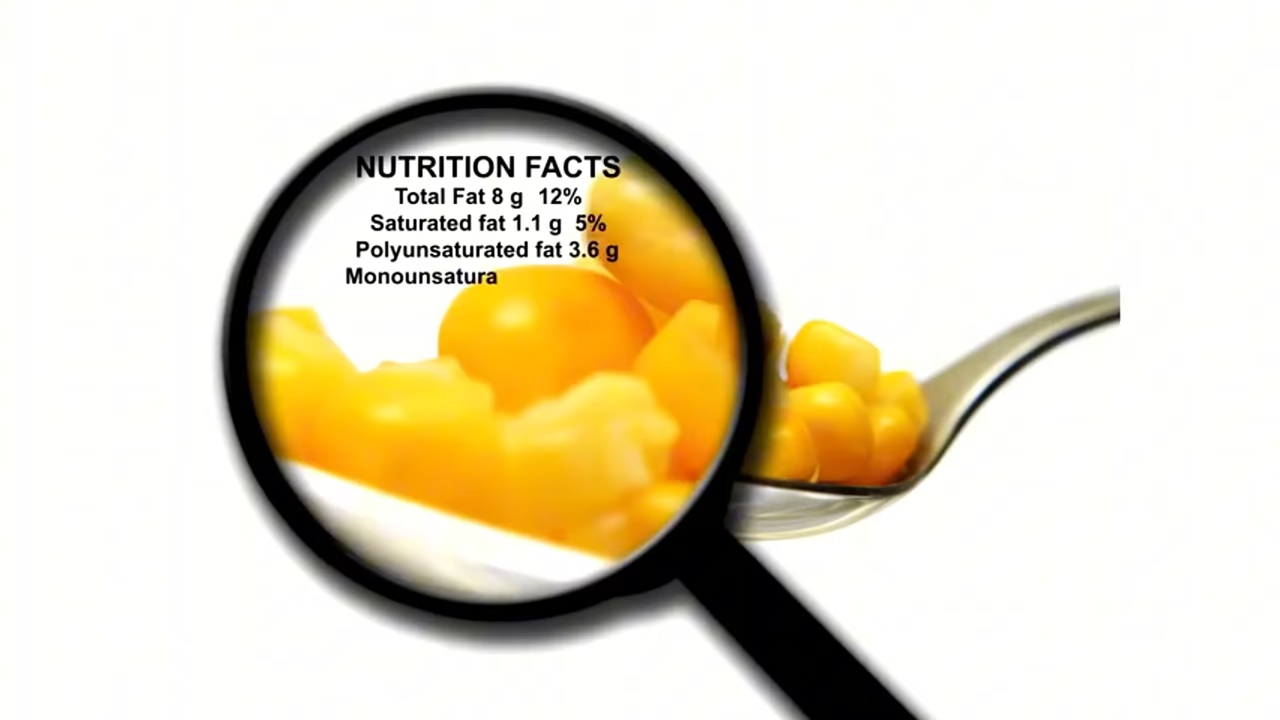 NUTRITION FACTS
Total Fat 8 g 12%
Saturated fat 1.1 g 5%
Polyunsaturated fat 3.6 g
Monounsatura